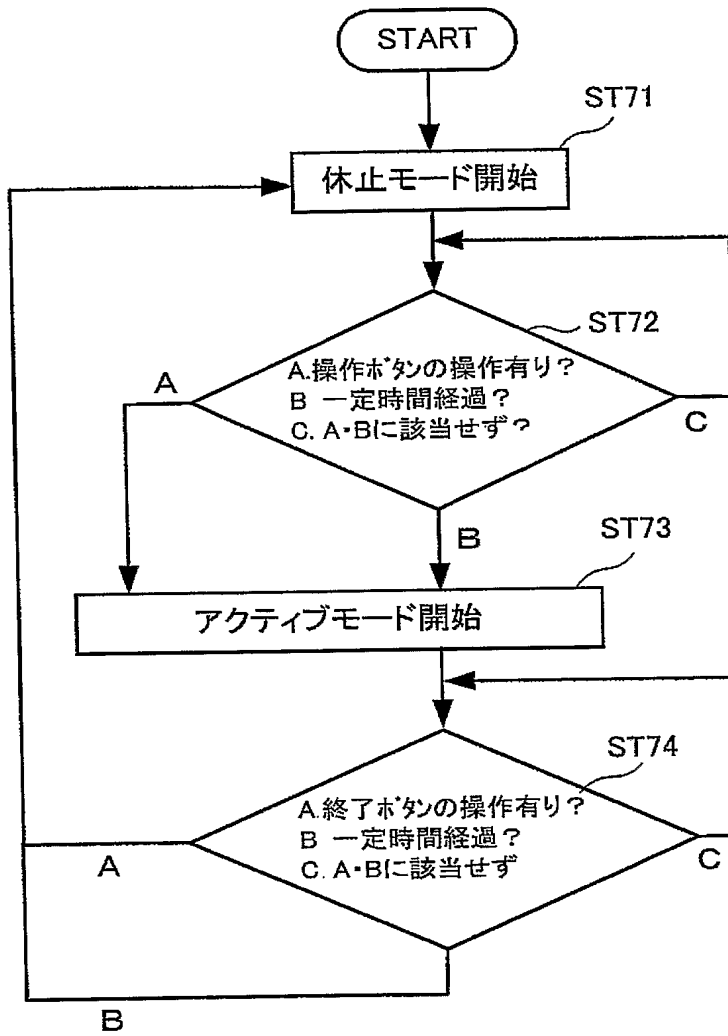 START
ST71
休止モード開始
ST72
A.操作ボタンの操作有り?
B 一定時間経過?
C. A・Bに該当せず?
A
C
B
ST73
アクティブモード開始
ST74
A.終了ボタンの操作有り?
B 一定時間経過?
C. A・Bに該当せず
A
C
B